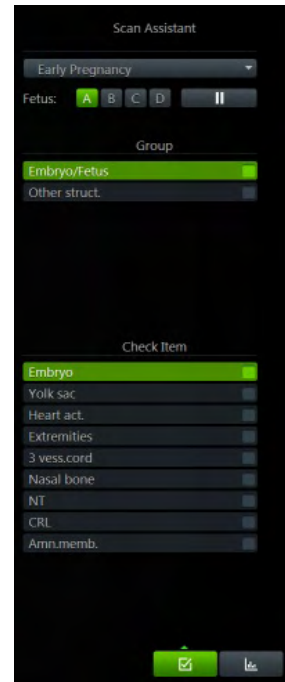 Scan Assistant
Early Pregnancy
Fetus: A B C D
Group
Embryo/Fetus
Other struct.
Check Item
Embryo
Yolk sac
Heart act.
Extremities
3 vess.cord
Nasal bone
NT
CRL
Amn.memb.